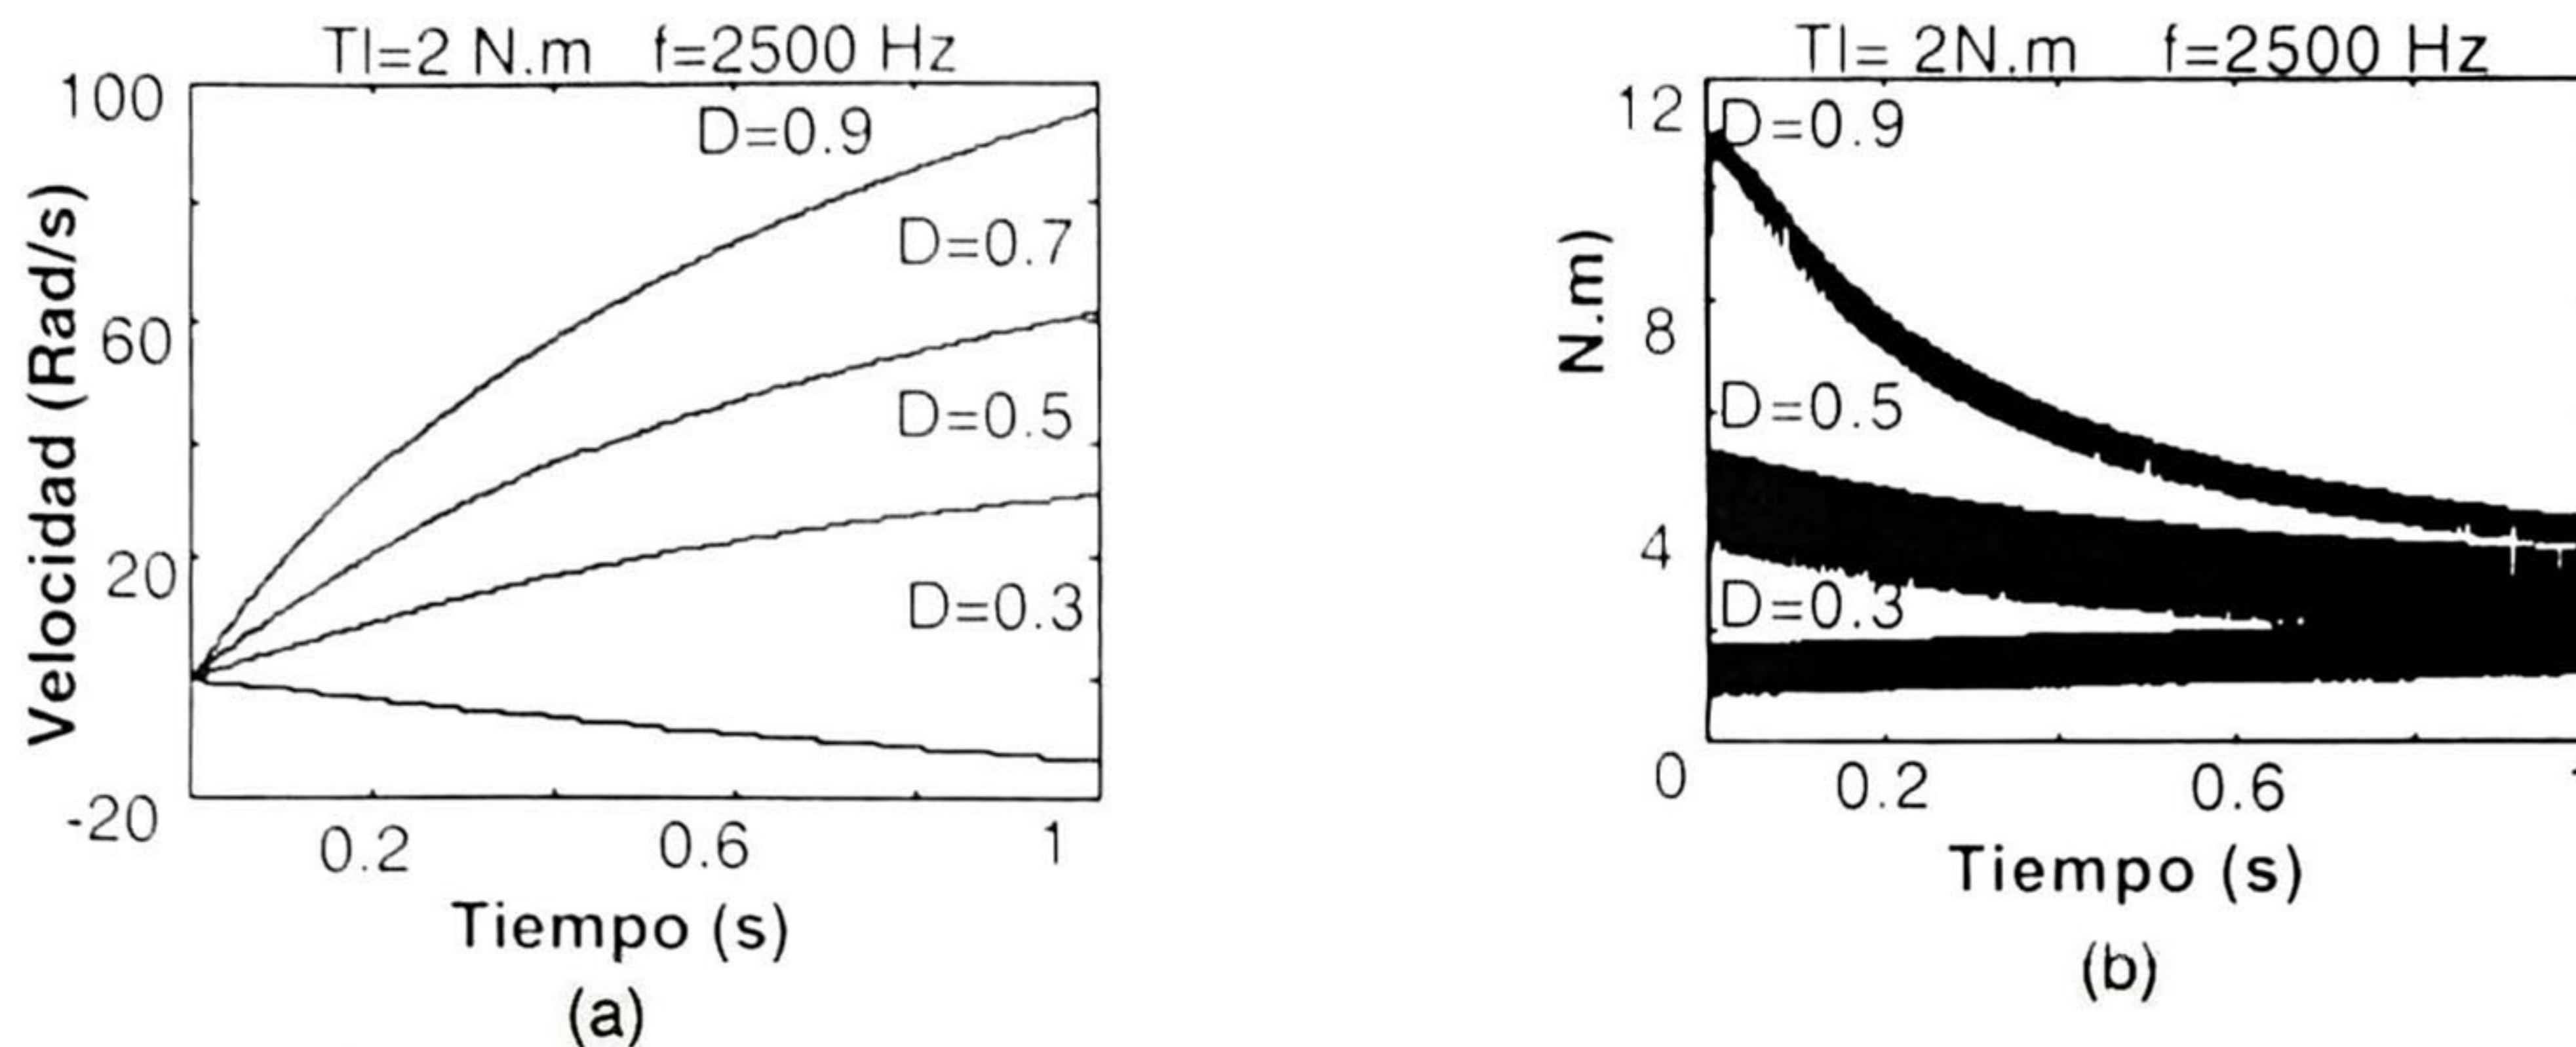 Tl=2 N.m f=2500 Hz
100
D=0.9
D=0.7
60
D=0.5
20
D=0.3
-20
Velocidad (Rad/s)
0.2 0.6 1
Tiempo (s)
(a)
Tl= 2N.m f=2500 Hz
12
D=0.9
N.m)
8
D=0.5
4
D=0.3
0
0.2 0.6
Tiempo (s)
(b)